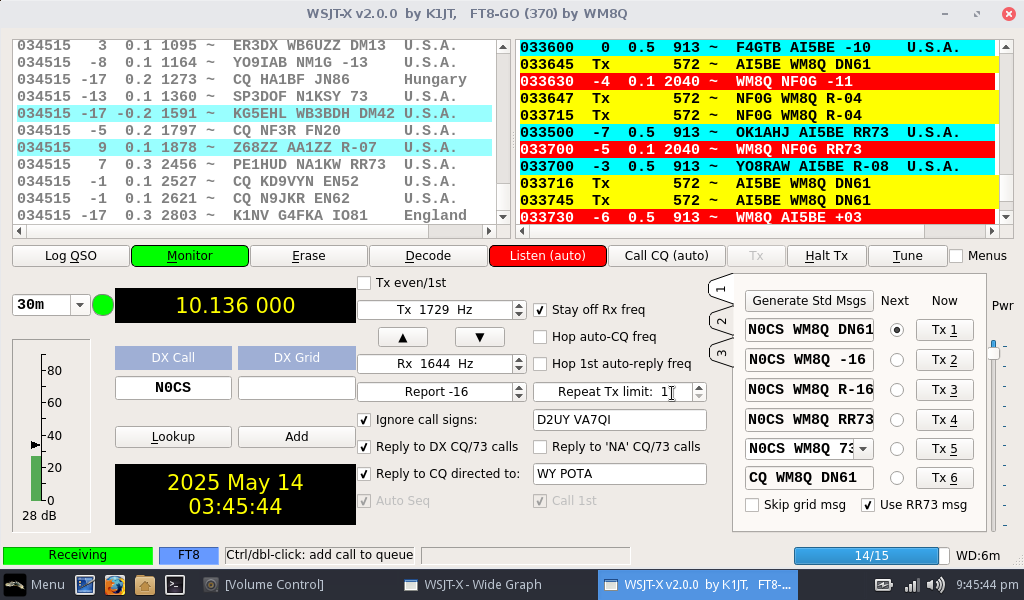 WSJT-X v2.0.0 by K1JT, FT8-GO (370) by WM8Q
034515 3 0.1 1095 ~ ER3DX WB6UZZ DM13 U.S.A.
034515 -8 0.1 1164 ~ YO9IAB NM1G -13 U.S.A.
034515 -17 0.2 1273 ~ CQ HA1BF JN86 Hungary
034515 -13 0.1 1360 ~ SP3DOF N1KSY 73 U.S.A.
034515 -17 -0.2 1591 ~ KG5EHL WB3BDH DM42 U.S.A.
034515 -5 0.2 1797 ~ CQ NF3R FN20 U.S.A.
034515 9 0.1 1878 ~ Z68ZZ AA1ZZ R-07 U.S.A.
034515 7 0.3 2456 ~ PE1HUD NA1KW RR73 U.S.A.
034515 -1 0.1 2527 ~ CQ KD9VYN EN52 U.S.A.
034515 -1 0.1 2621 ~ CQ N9JKR EN62 U.S.A.
034515 -17 0.3 2803 ~ K1NV G4FKA IO81 England
033600 0 0.5 913 ~ F4GTB AI5BE -10 U.S.A.
033645 Tx 572 ~ AI5BE WM8Q DN61
033630 -4 0.1 2040 ~ WM8Q NF0G -11
033647 Tx 572 ~ NF0G WM8Q R-04
033715 Tx 572 ~ NF0G WM8Q R-04
033500 -7 0.5 913 ~ OK1AHJ AI5BE RR73 U.S.A.
033700 -5 0.1 2040 ~ WM8Q NF0G RR73
033700 -3 0.5 913 ~ YO8RAW AI5BE R-08 U.S.A.
033716 Tx 572 ~ AI5BE WM8Q DN61
033745 Tx 572 ~ AI5BE WM8Q DN61
033730 -6 0.5 913 ~ WM8Q AI5BE +03
Log QSO Monitor Erase Decode Listen (auto) Call CQ (auto) Tx Halt Tx Tune Menus
30m
10.136 000
DX Call DX Grid
N0CS
Lookup Add
2025 May 14
03:45:44
80
60
40
20
0
28 dB
Tx even/1st
Tx 1729 Hz Stay off Rx freq
▲ ▼ Hop auto-CQ freq
Rx 1644 Hz Hop 1st auto-reply freq
Report -16 Repeat Tx limit: 1
Ignore call signs: D2UY VA7QI
Reply to DX CQ/73 calls Reply to 'NA' CQ/73 calls
Reply to CQ directed to: WY POTA
Auto Seq Call 1st
1
2
3
Generate Std Msgs Next Now
N0CS WM8Q DN61 Tx 1
N0CS WM8Q -16 Tx 2
N0CS WM8Q R-16 Tx 3
N0CS WM8Q RR73 Tx 4
N0CS WM8Q 73 Tx 5
CQ WM8Q DN61 Tx 6
Skip grid msg Use RR73 msg
Pwr
Receiving FT8 Ctrl/dbl-click: add call to queue 14/15 WD:6m
Menu [Volume Control] WSJT-X - Wide Graph WSJT-X v2.0.0 by K1JT, FT8-... 9:45:44 pm